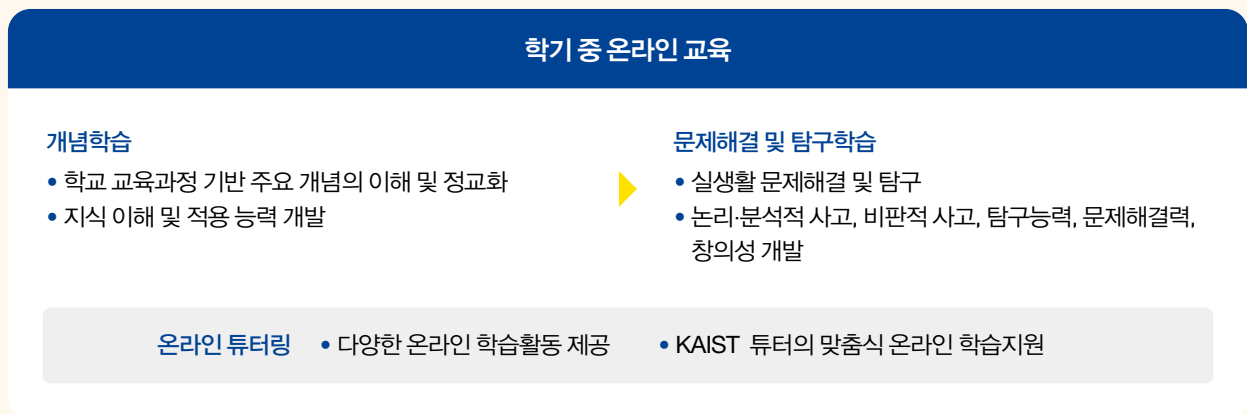 학기 중 온라인 교육
개념학습
• 학교 교육과정 기반 주요 개념의 이해 및 정교화
• 지식 이해 및 적용 능력 개발
문제해결 및 탐구학습
• 실생활 문제해결 및 탐구
• 논리·분석적 사고, 비판적 사고, 탐구능력, 문제해결력,
창의성 개발
온라인 튜터링 • 다양한 온라인 학습활동 제공 • KAIST 튜터의 맞춤식 온라인 학습지원